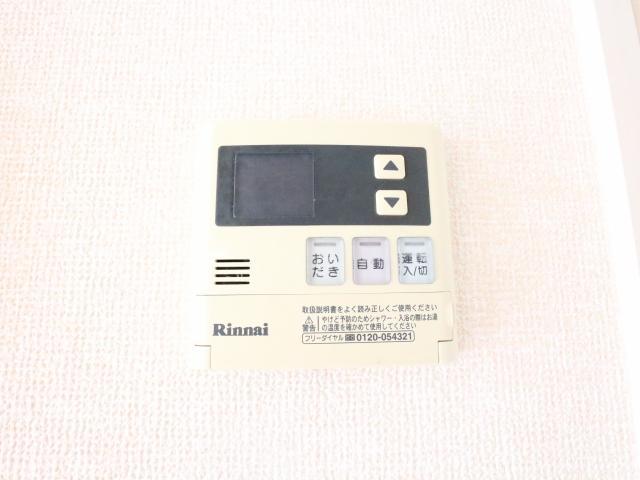 おい
だき
自動
運転
入/切
Rinnai
取扱説明書をよく読み正しくご使用ください
警告
やけど予防のためシャワー・入浴の際はお湯
の温度を確かめて使用してください
フリーダイヤル 0120-054321